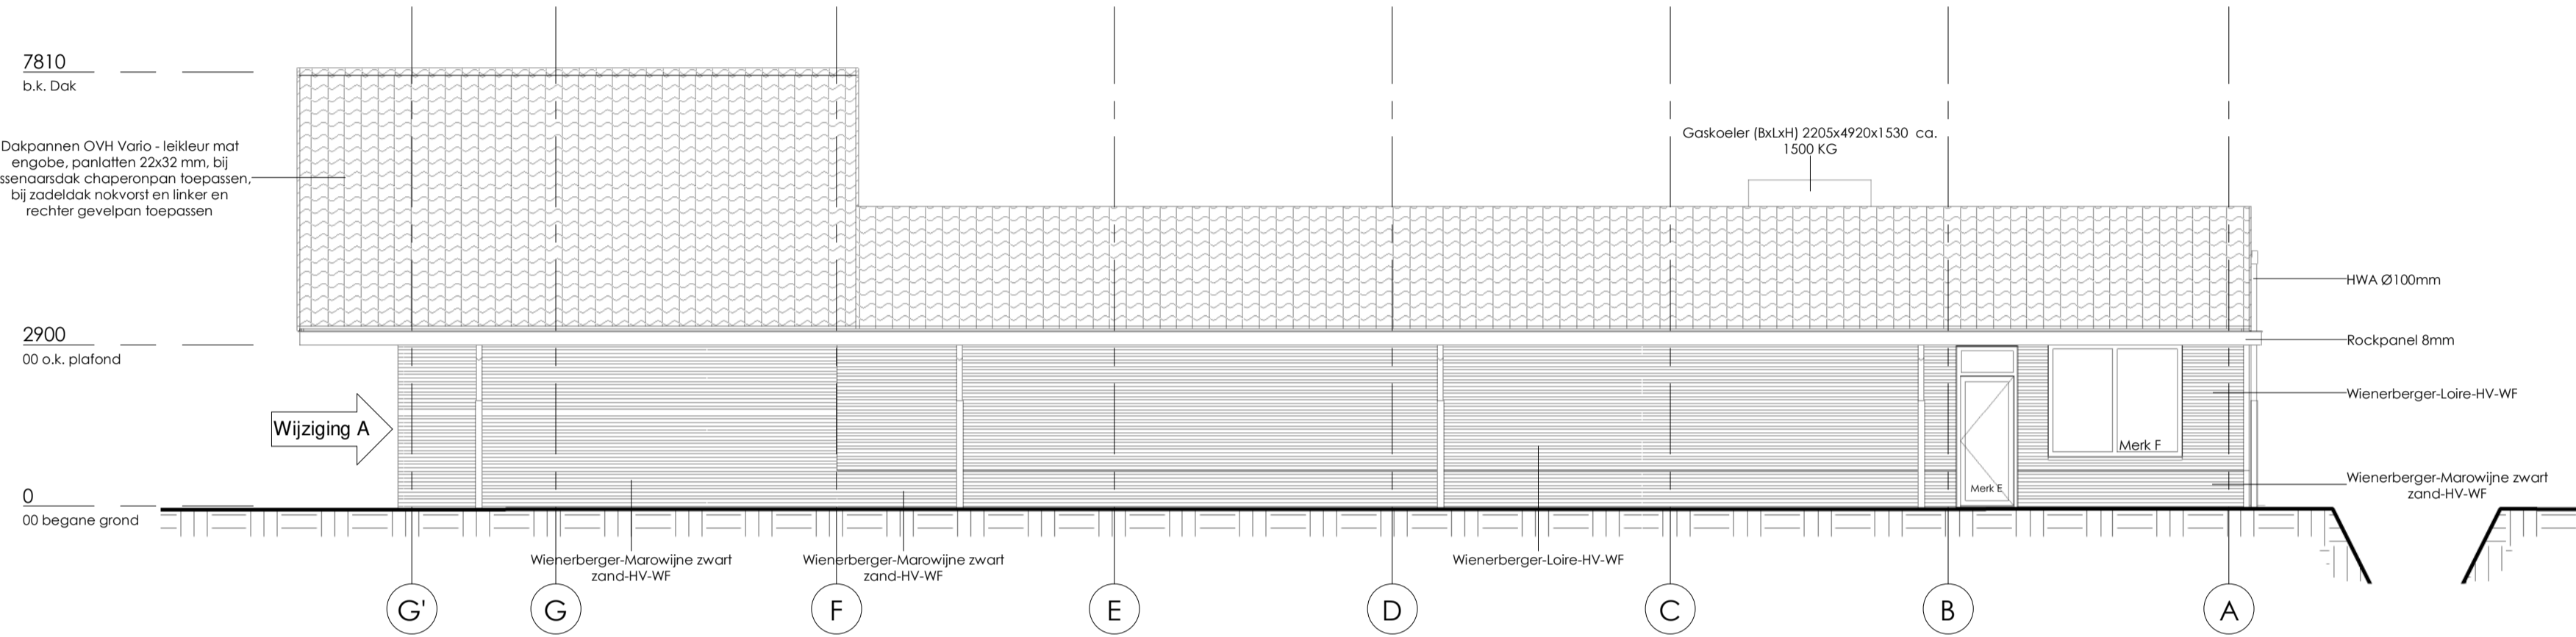 7810
b.k. Dak
Dakpannen OVH Vario - leikleur mat
engobe, panlatten 22x32 mm, bij
ssenaarsdak chaperonpan toepassen,
bij zadeldak nokvorst en linker en
rechter gevelpan toepassen
2900
00 o.k. plafond
Wijziging A
0
00 begane grond
Gaskoeler (BxLxH) 2205x4920x1530 ca.
1500 KG
HWA Ø100mm
Rockpanel 8mm
Wienerberger-Loire-HV-WF
Merk F
Merk E
Wienerberger-Marowijne zwart
zand-HV-WF
Wienerberger-Marowijne zwart
zand-HV-WF
Wienerberger-Marowijne zwart
zand-HV-WF
Wienerberger-Loire-HV-WF
G'
G
F
E
D
C
B
A